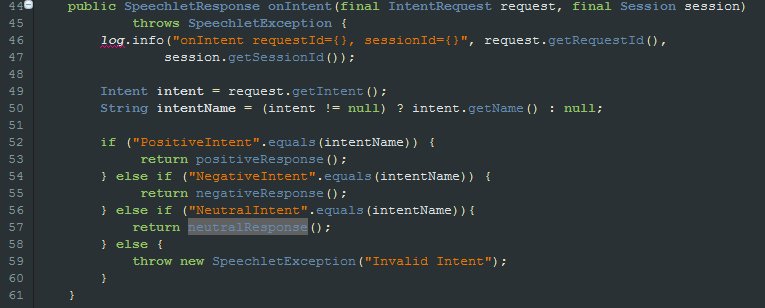 44 public SpeechletResponse onIntent(final IntentRequest request, final Session session)
45 throws SpeechletException {
46 log.info("onIntent requestId={}, sessionId={}", request.getRequestId(),
47 session.getSessionId());
48
49 Intent intent = request.getIntent();
50 String intentName = (intent != null) ? intent.getName() : null;
51
52 if ("PositiveIntent".equals(intentName)) {
53 return positiveResponse();
54 } else if ("NegativeIntent".equals(intentName)) {
55 return negativeResponse();
56 } else if ("NeutralIntent".equals(intentName)){
57 return neutralResponse();
58 } else {
59 throw new SpeechletException("Invalid Intent");
60 }
61 }